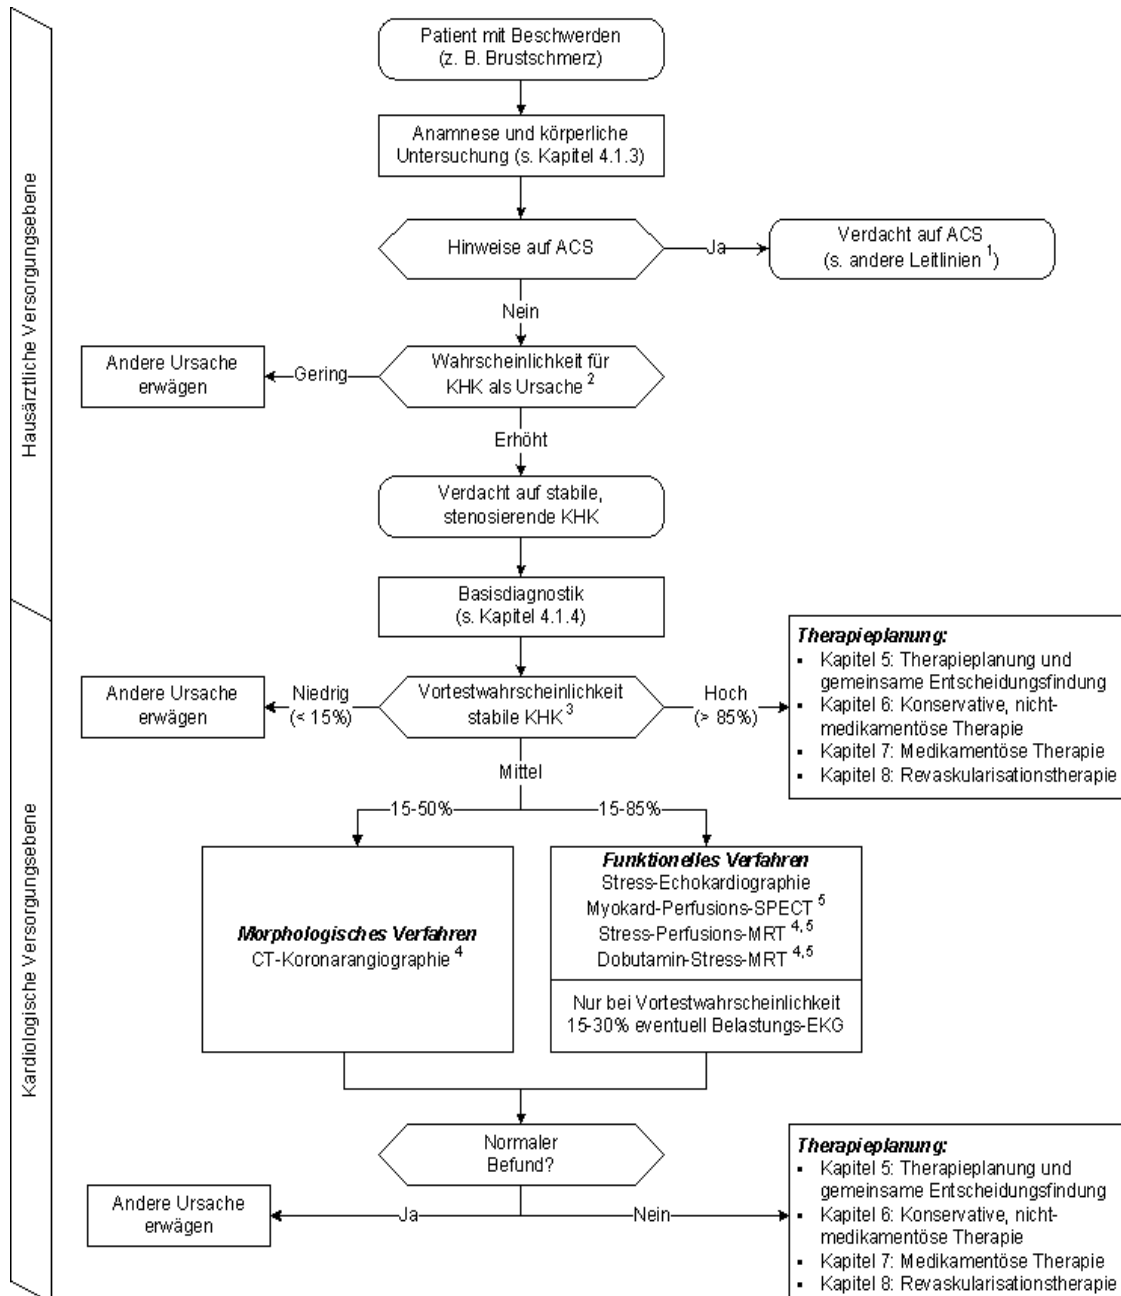 Patient mit Beschwerden
(z. B. Brustschmerz)
Anamnese und körperliche
Untersuchung (s. Kapitel 4.1.3)
Hinweise auf ACS
Ja
Verdacht auf ACS
(s. andere Leitlinien 1)
Nein
Hausärztliche Versorgungsebene
Andere Ursache
erwägen
Gering
Wahrscheinlichkeit für
KHK als Ursache 2
Erhöht
Verdacht auf stabile,
stenosierende KHK
Basisdiagnostik
(s. Kapitel 4.1.4)
Andere Ursache
erwägen
Niedrig
(< 15%)
Vortestwahrscheinlichkeit
stabile KHK 3
Hoch
(> 85%)
Therapieplanung:
▪ Kapitel 5: Therapieplanung und
gemeinsame Entscheidungsfindung
▪ Kapitel 6: Konservative, nicht-
medikamentöse Therapie
▪ Kapitel 7: Medikamentöse Therapie
▪ Kapitel 8: Revaskularisationstherapie
Mittel
15-50%
15-85%
Kardiologische Versorgungsebene
Morphologisches Verfahren
CT-Koronarangiographie 4
Funktionelles Verfahren
Stress-Echokardiographie
Myokard-Perfusions-SPECT 5
Stress-Perfusions-MRT 4,5
Dobutamin-Stress-MRT 4,5
Nur bei Vortestwahrscheinlichkeit
15-30% eventuell Belastungs-EKG
Normaler
Befund?
Andere Ursache
erwägen
Ja
Nein
Therapieplanung:
▪ Kapitel 5: Therapieplanung und
gemeinsame Entscheidungsfindung
▪ Kapitel 6: Konservative, nicht-
medikamentöse Therapie
▪ Kapitel 7: Medikamentöse Therapie
▪ Kapitel 8: Revaskularisationstherapie